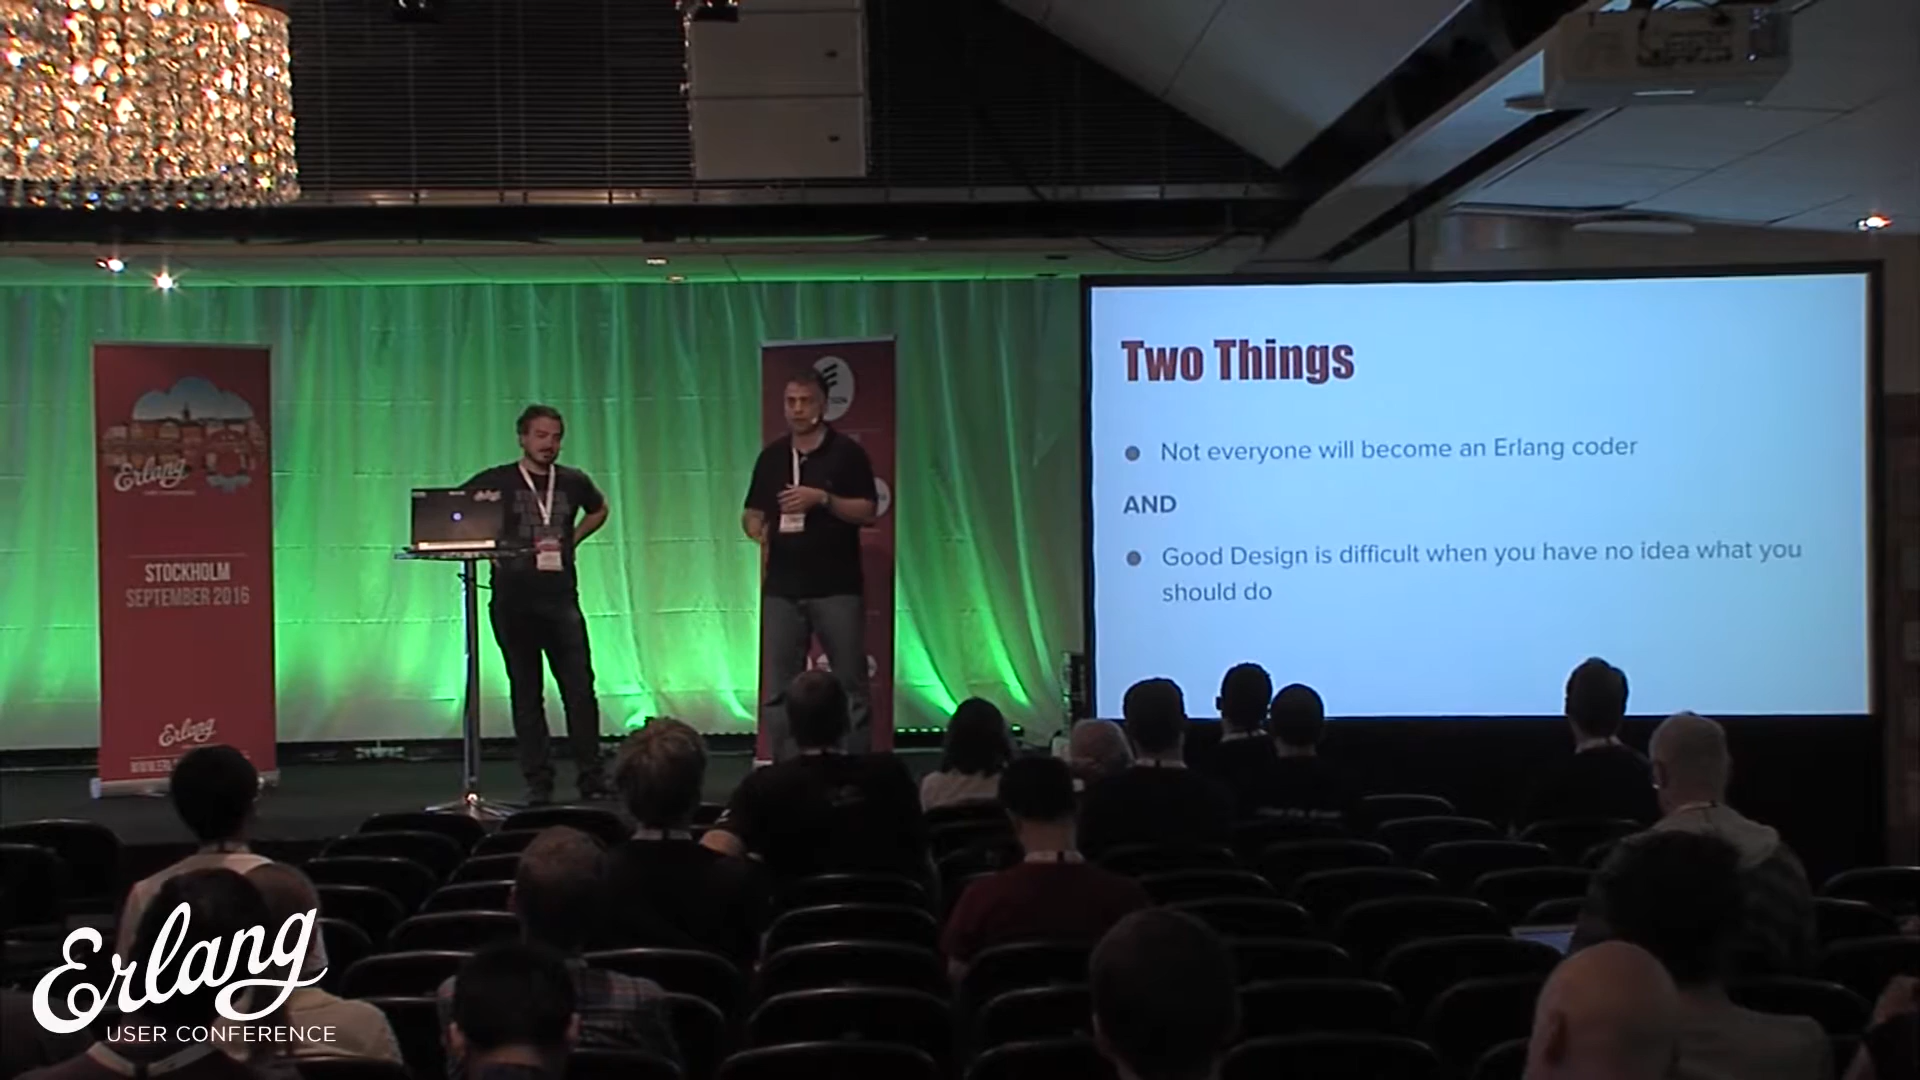 Two Things
Not everyone will become an Erlang coder
AND
Good Design is difficult when you have no idea what you
should do
Erlang
STOCKHOLM
SEPTEMBER 2016
Erlang
Erlang
USER CONFERENCE